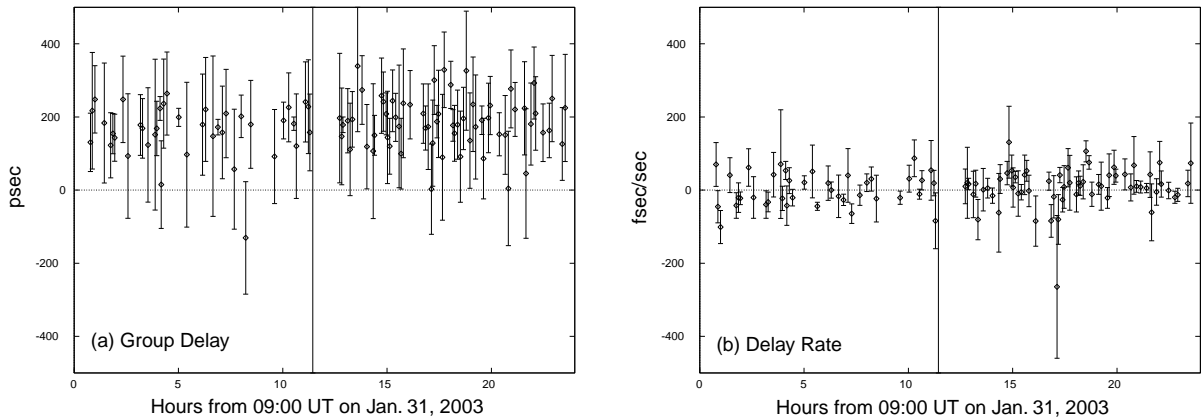 400
200
0
-200
-400
psec
(a) Group Delay
0 5 10 15 20
Hours from 09:00 UT on Jan. 31, 2003
400
200
0
-200
-400
fsec/sec
(b) Delay Rate
0 5 10 15 20
Hours from 09:00 UT on Jan. 31, 2003